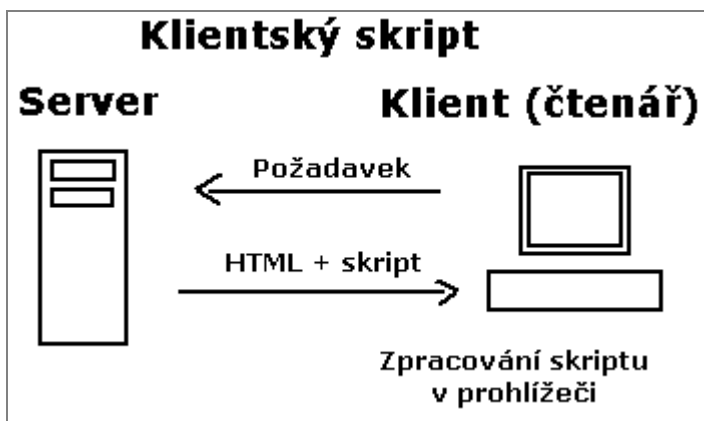 Klientský skript
Server
Klient (čtenář)
Požadavek
HTML + skript
Zpracování skriptu
v prohlížeči